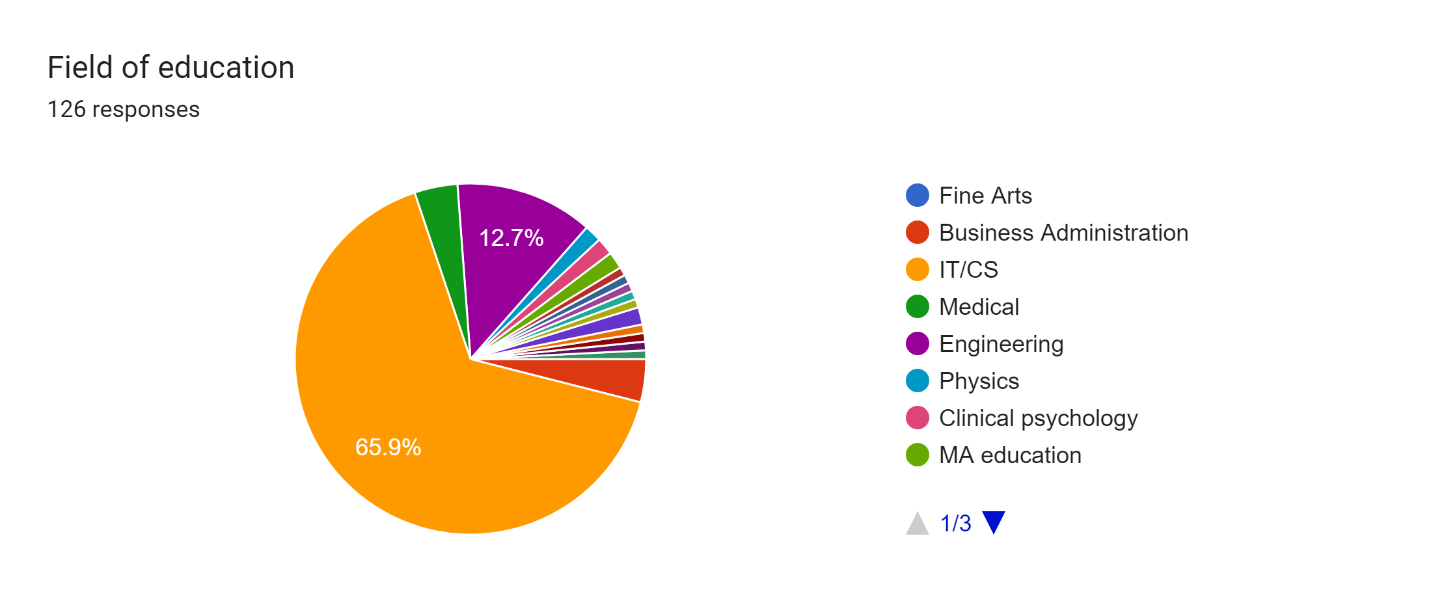 Field of education
126 responses
12.7%
65.9%
Fine Arts
Business Administration
IT/CS
Medical
Engineering
Physics
Clinical psychology
MA education
1/3